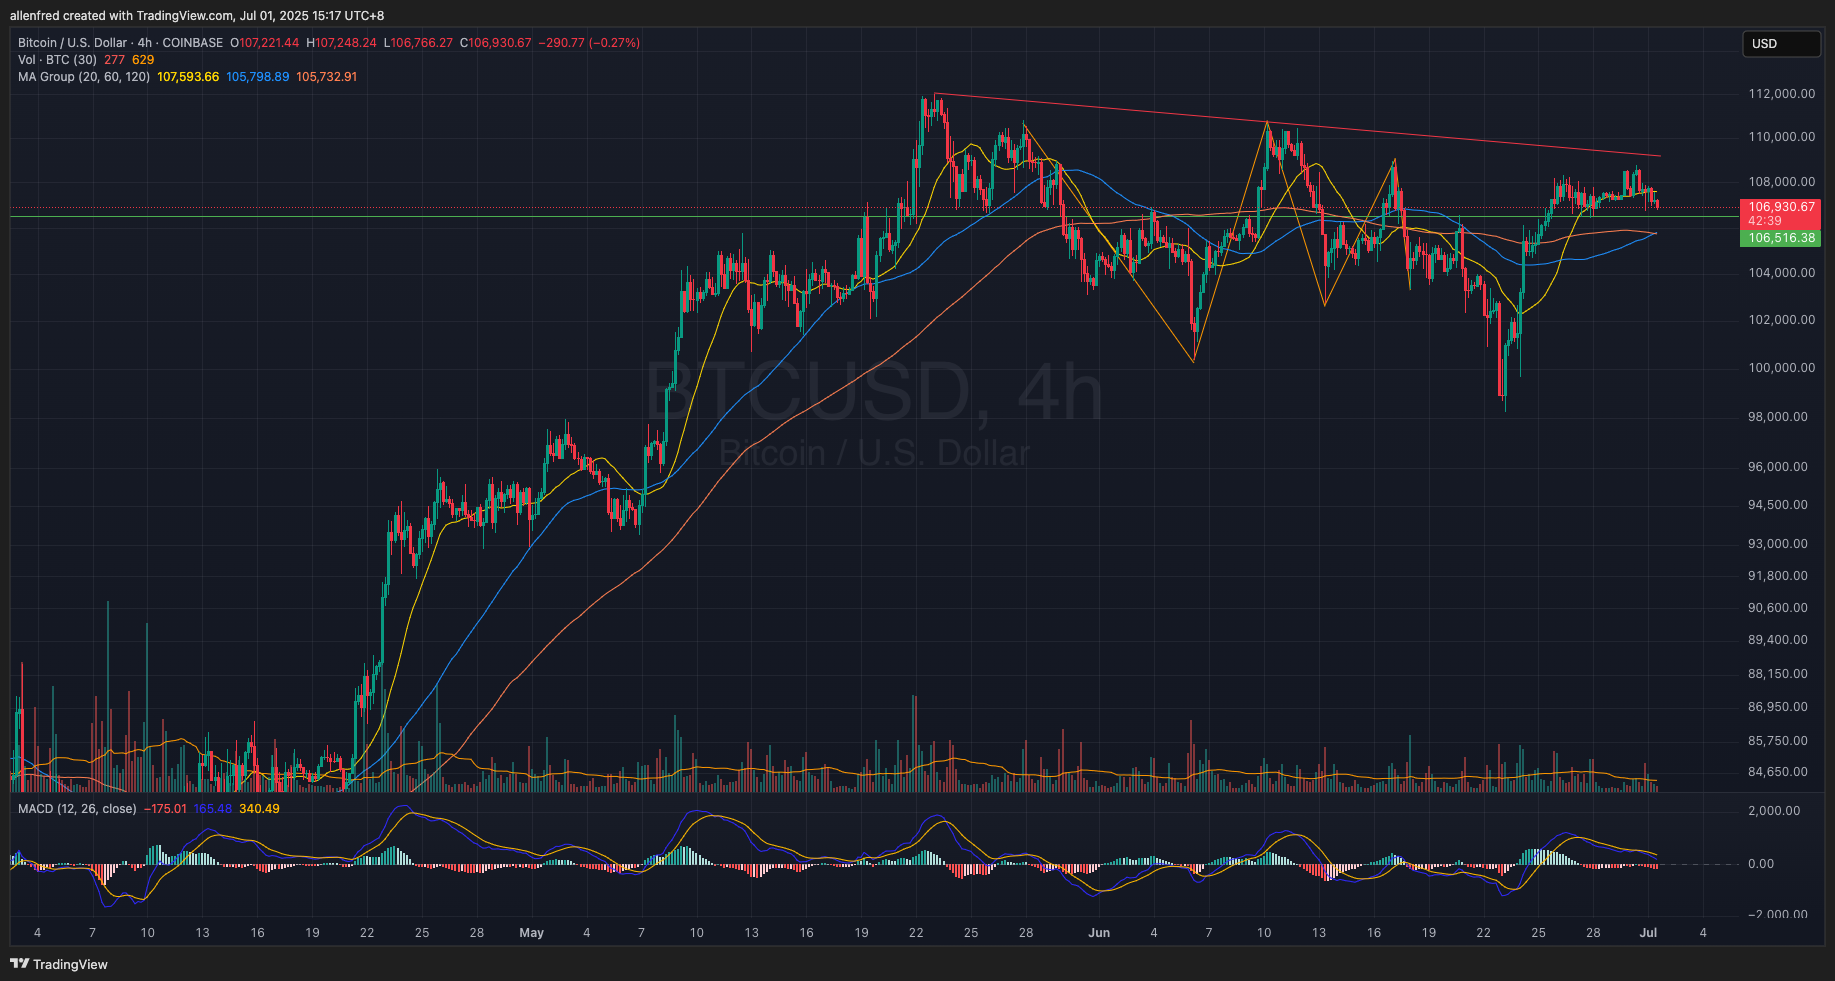 allenfred created with TradingView.com, Jul 01, 2025 15:17 UTC+8
Bitcoin / U.S. Dollar · 4h · COINBASE O107,221.44 H107,248.24 L106,766.27 C106,930.67 −290.77 (−0.27%)
USD
Vol · BTC (30) 277 629
MA Group (20, 60, 120) 107,593.66 105,798.89 105,732.91
112,000.00
110,000.00
108,000.00
106,930.67
42:39
106,516.38
104,000.00
102,000.00
100,000.00
98,000.00
96,000.00
94,500.00
93,000.00
91,800.00
90,600.00
89,400.00
88,150.00
86,950.00
85,750.00
84,650.00
BTCUSD, 4h
Bitcoin / U.S. Dollar
MACD (12, 26, close) −175.01 165.48 340.49
2,000.00
0.00
−2,000.00
4 7 10 13 16 19 22 25 28 May 4 7 10 13 16 19 22 25 28 Jun 4 7 10 13 16 19 22 25 28 Jul 4
TradingView